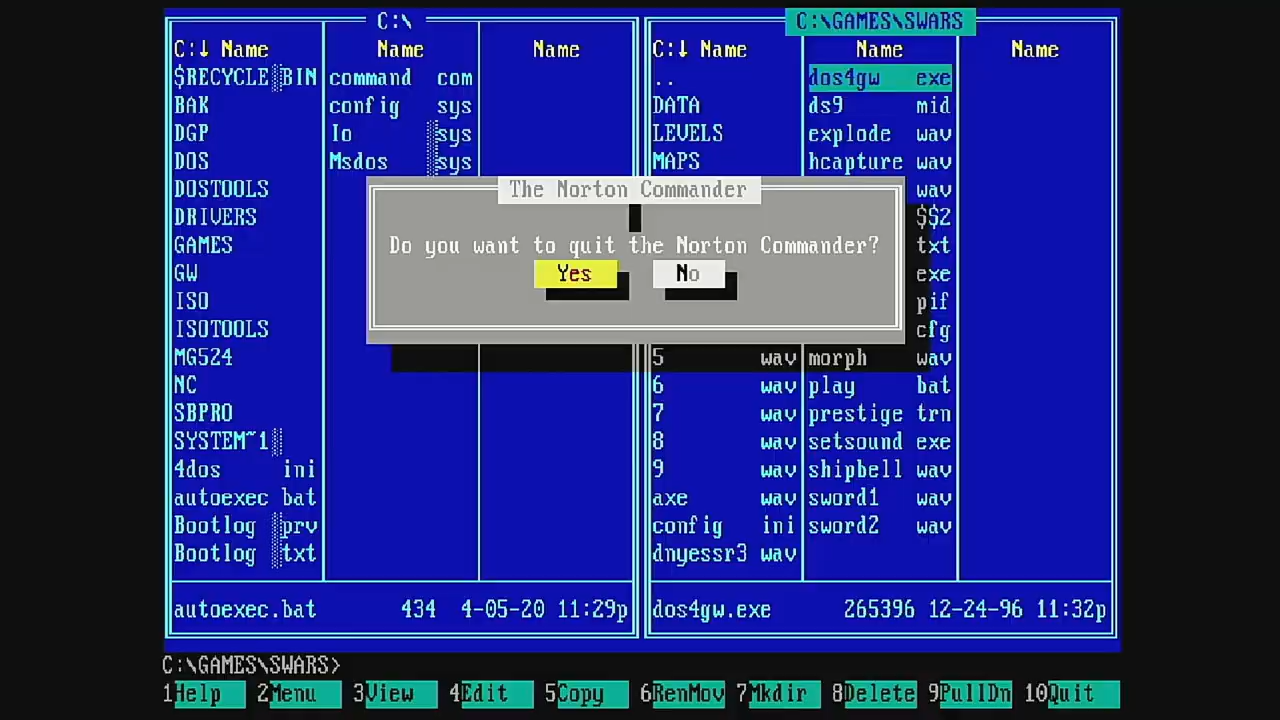 C:\ C:\GAMES\SWARS
C:↓ Name Name Name C:↓ Name Name Name
$RECYCLE░BIN command com .. dos4gw exe
BAK config sys DATA ds9 mid
DGP Io ░sys LEVELS explode wav
DOS Msdos ░sys MAPS hcapture wav
DOSTOOLS The Norton Commander wav
DRIVERS $$2
GAMES Do you want to quit the Norton Commander? txt
GW Yes No exe
ISO pif
ISOTOOLS cfg
MG524 5 wav morph wav
NC 6 wav play bat
SBPRO 7 wav prestige trn
SYSTEM~1░ 8 wav setsound exe
4dos ini 9 wav shipbell wav
autoexec bat axe wav sword1 wav
Bootlog ░prv config ini sword2 wav
Bootlog ░txt dnyessr3 wav
autoexec.bat 434 4-05-20 11:29p dos4gw.exe 265396 12-24-96 11:32p
C:\GAMES\SWARS>
1Help 2Menu 3View 4Edit 5Copy 6RenMov 7Mkdir 8Delete 9PullDn 10Quit